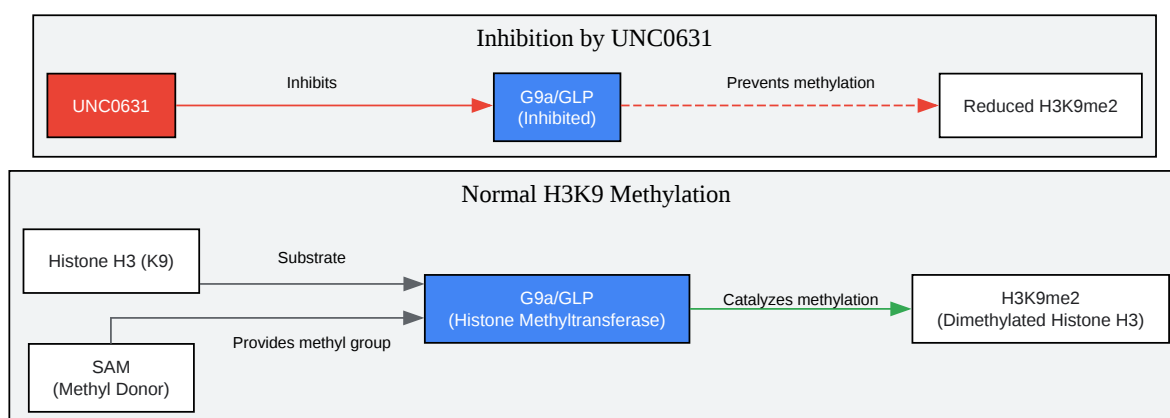 Inhibition by UNC0631
UNC0631
Inhibits
G9a/GLP
(Inhibited)
Prevents methylation
Reduced H3K9me2
Normal H3K9 Methylation
Histone H3 (K9)
Substrate
SAM
(Methyl Donor)
Provides methyl group
G9a/GLP
(Histone Methyltransferase)
Catalyzes methylation
H3K9me2
(Dimethylated Histone H3)